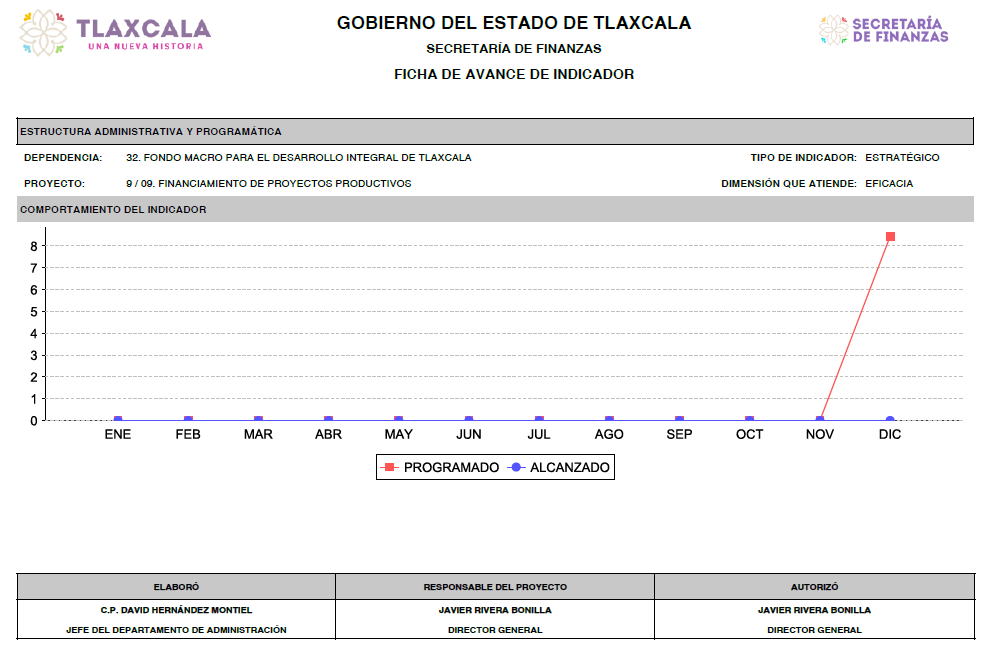 TLAXCALA
UNA NUEVA HISTORIA
GOBIERNO DEL ESTADO DE TLAXCALA
SECRETARÍA DE FINANZAS
FICHA DE AVANCE DE INDICADOR
SECRETARÍA
DE FINANZAS
ESTRUCTURA ADMINISTRATIVA Y PROGRAMÁTICA
DEPENDENCIA: 32. FONDO MACRO PARA EL DESARROLLO INTEGRAL DE TLAXCALA TIPO DE INDICADOR: ESTRATÉGICO
PROYECTO: 9 / 09. FINANCIAMIENTO DE PROYECTOS PRODUCTIVOS DIMENSIÓN QUE ATIENDE: EFICACIA
COMPORTAMIENTO DEL INDICADOR
8
7
6
5
4
3
2
1
0
ENE FEB MAR ABR MAY JUN JUL AGO SEP OCT NOV DIC
PROGRAMADO ALCANZADO
ELABORÓ RESPONSABLE DEL PROYECTO AUTORIZÓ
C.P. DAVID HERNÁNDEZ MONTIEL JAVIER RIVERA BONILLA JAVIER RIVERA BONILLA
JEFE DEL DEPARTAMENTO DE ADMINISTRACIÓN DIRECTOR GENERAL DIRECTOR GENERAL